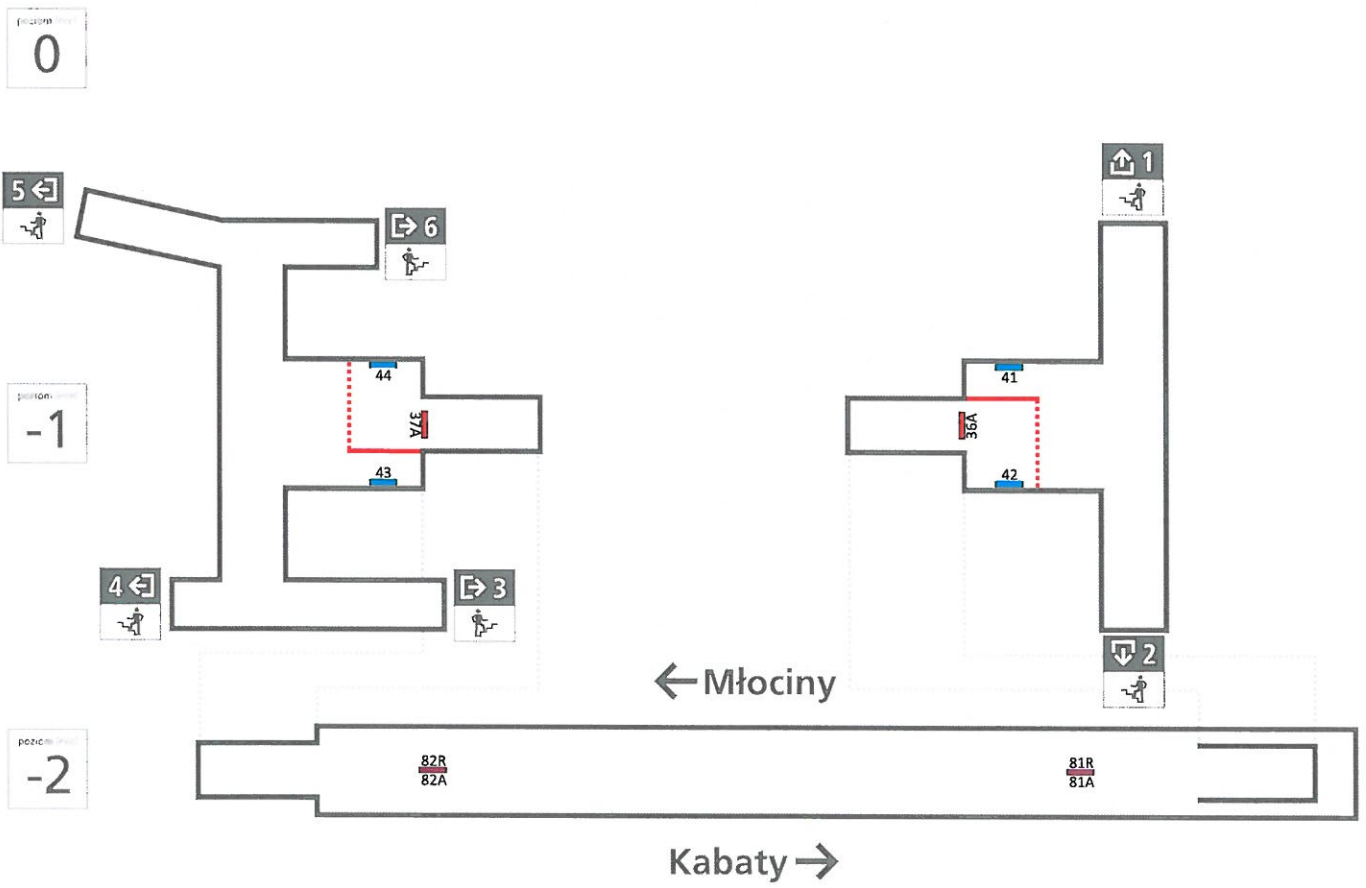 poziom level
0
1
5
6
44
37A
43
41
36A
42
poziom level
-1
4
3
2
Młociny
poziom level
-2
82R
82A
81R
81A
Kabaty